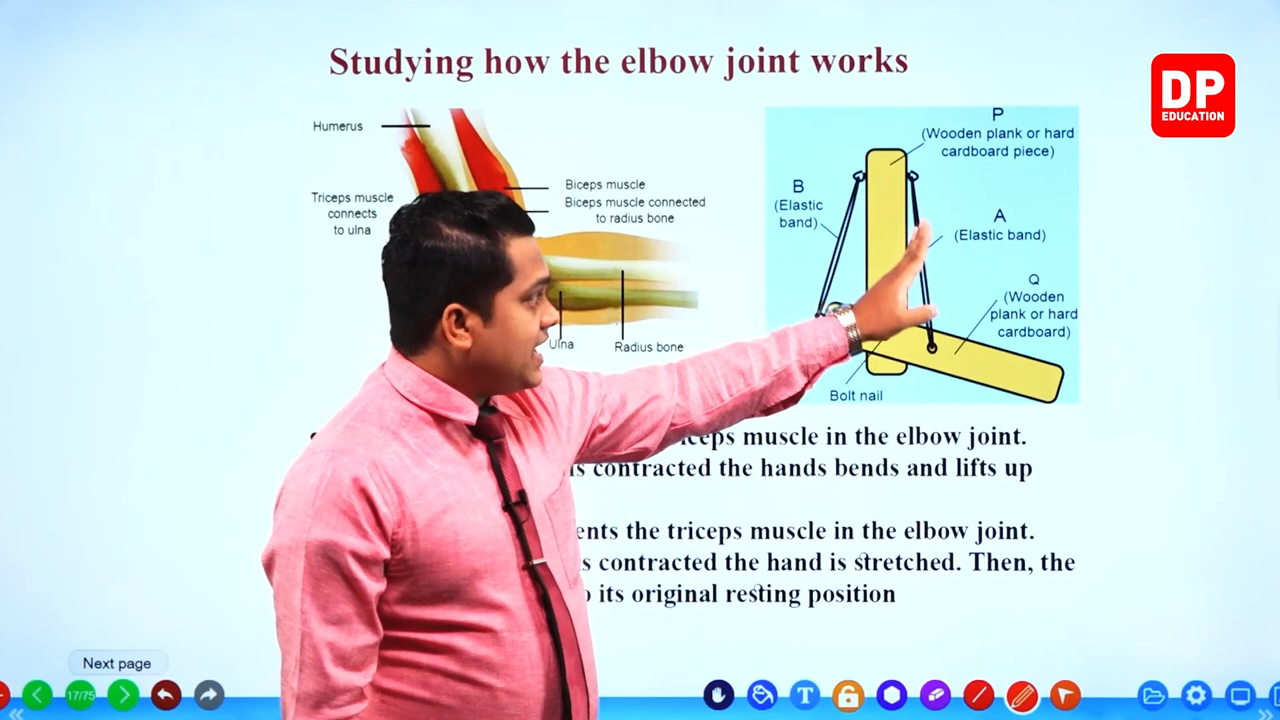 Studying how the elbow joint works
DP
EDUCATION
Humerus
Triceps muscle
connects
to ulna
Biceps muscle
Biceps muscle connected
to radius bone
Ulna
Radius bone
P
(Wooden plank or hard
cardboard piece)
B
(Elastic
band)
A
(Elastic band)
Q
(Wooden
plank or hard
cardboard)
Bolt nail
muscle in the elbow joint.
contracted the hands bends and lifts up
the triceps muscle in the elbow joint.
contracted the hand is stretched. Then, the
its original resting position
Next page
17/75
T